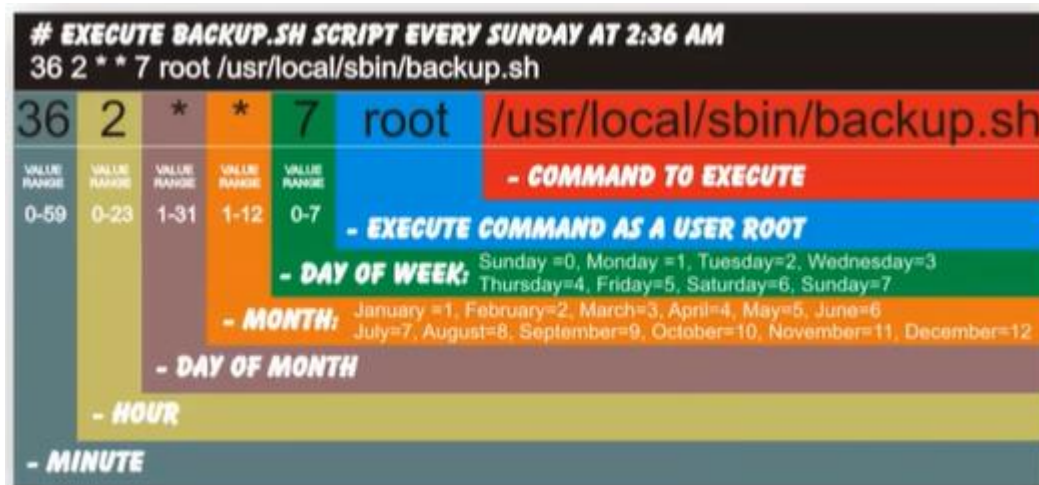 # EXECUTE BACKUP.SH SCRIPT EVERY SUNDAY AT 2:36 AM
36 2 * * 7 root /usr/local/sbin/backup.sh
36 2 * * 7 root /usr/local/sbin/backup.sh
VALUE RANGE VALUE RANGE VALUE RANGE VALUE RANGE VALUE RANGE
- COMMAND TO EXECUTE
0-59 0-23 1-31 1-12 0-7
- EXECUTE COMMAND AS A USER ROOT
- DAY OF WEEK: Sunday =0, Monday =1, Tuesday=2, Wednesday=3
Thursday=4, Friday=5, Saturday=6, Sunday=7
- MONTH: January =1, February=2, March=3, April=4, May=5, June=6
July=7, August=8, September=9, October=10, November=11, December=12
- DAY OF MONTH
- HOUR
- MINUTE